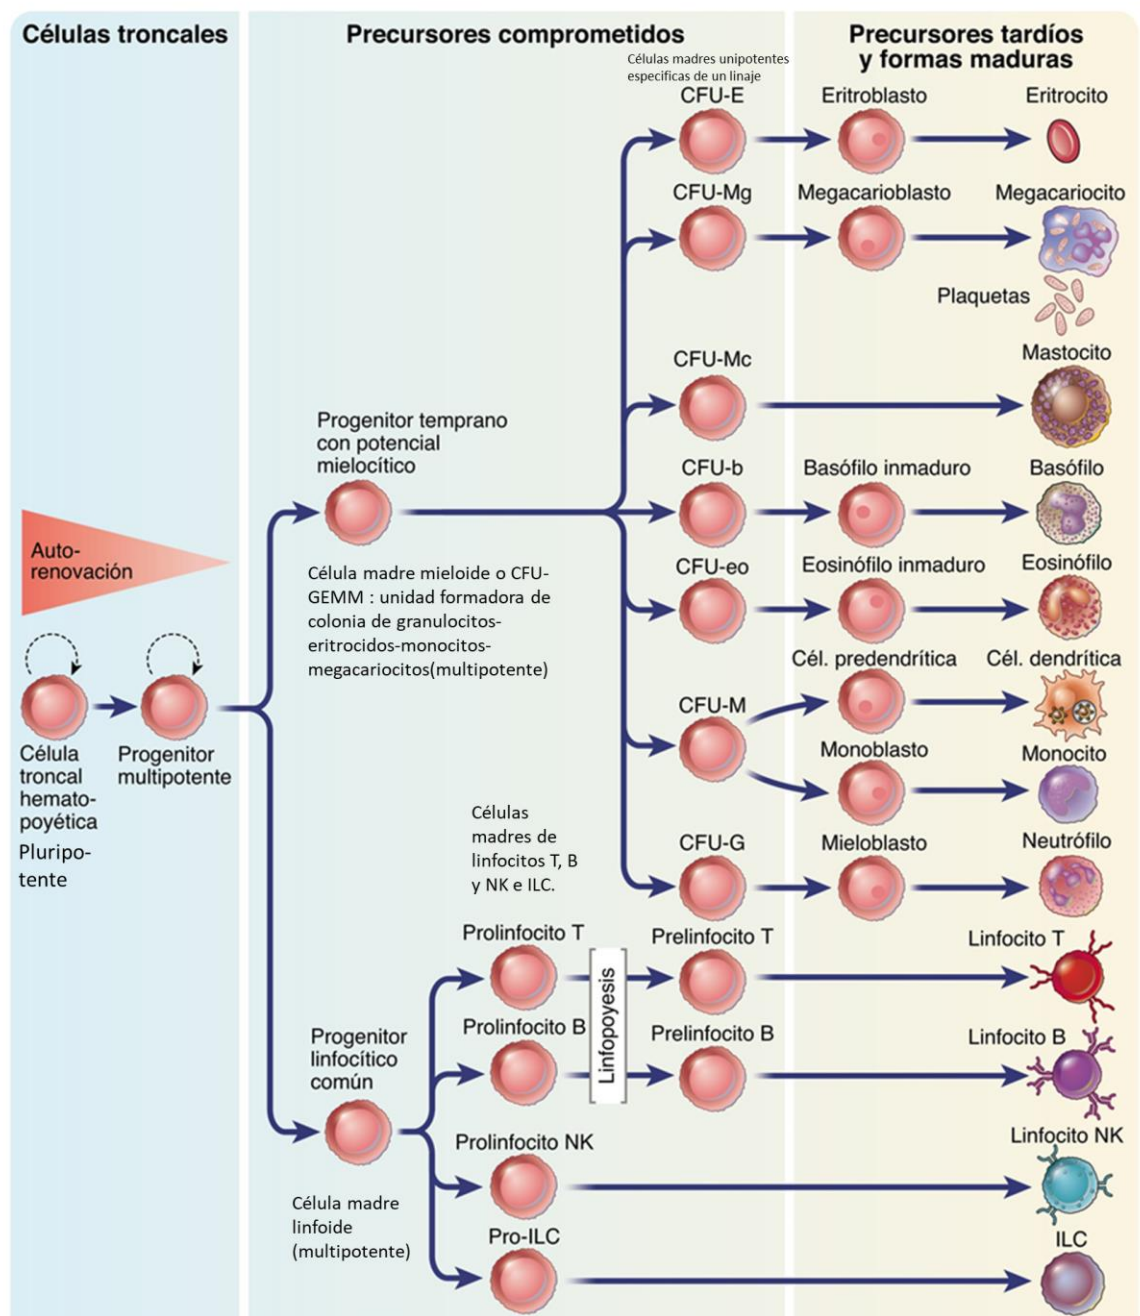 Células troncales
Precursores comprometidos
Precursores tardíos
y formas maduras
Células madres unipotentes
especificas de un linaje
CFU-E
Eritroblasto
Eritrocito
CFU-Mg
Megacarioblasto
Megacariocito
Plaquetas
CFU-Mc
Mastocito
Progenitor temprano
con potencial
mielocítico
CFU-b
Basófilo inmaduro
Basófilo
Auto-
renovación
Célula madre mieloide o CFU-
GEMM : unidad formadora de
colonia de granulocitos-
eritrocidos-monocitos-
megacariocitos(multipotente)
CFU-eo
Eosinófilo inmaduro
Eosinófilo
Cél. predendrítica
Cél. dendrítica
CFU-M
Monoblasto
Monocito
Célula
troncal
hemato-
poyética
Pluripo-
tente
Progenitor
multipotente
Células
madres de
linfocitos T, B
y NK e ILC.
CFU-G
Mieloblasto
Neutrófilo
Prolinfocito T
Prelinfocito T
Linfocito T
Linfopoyesis
Progenitor
linfocítico
común
Prolinfocito B
Prelinfocito B
Linfocito B
Prolinfocito NK
Linfocito NK
Célula madre
linfoide
(multipotente)
Pro-ILC
ILC